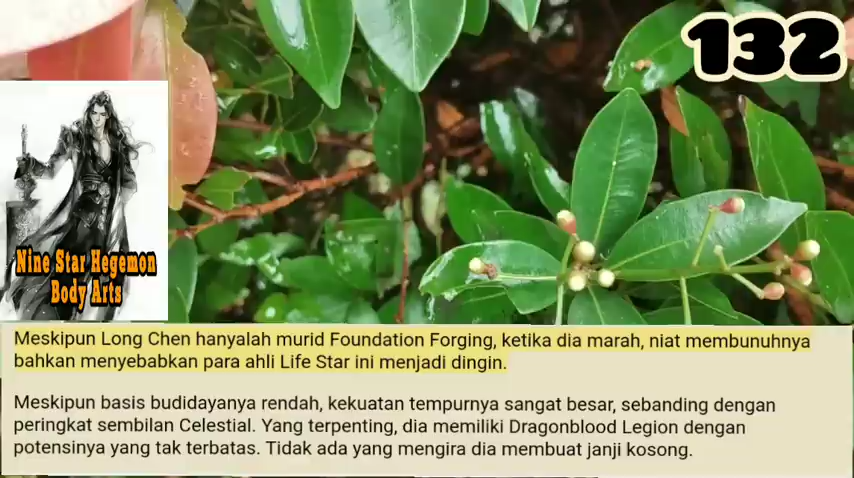 132
Nine Star Hegemon
Body Arts
Meskipun Long Chen hanyalah murid Foundation Forging, ketika dia marah, niat membunuhnya
bahkan menyebabkan para ahli Life Star ini menjadi dingin.
Meskipun basis budidayanya rendah, kekuatan tempurnya sangat besar, sebanding dengan
peringkat sembilan Celestial. Yang terpenting, dia memiliki Dragonblood Legion dengan
potensinya yang tak terbatas. Tidak ada yang mengira dia membuat janji kosong.